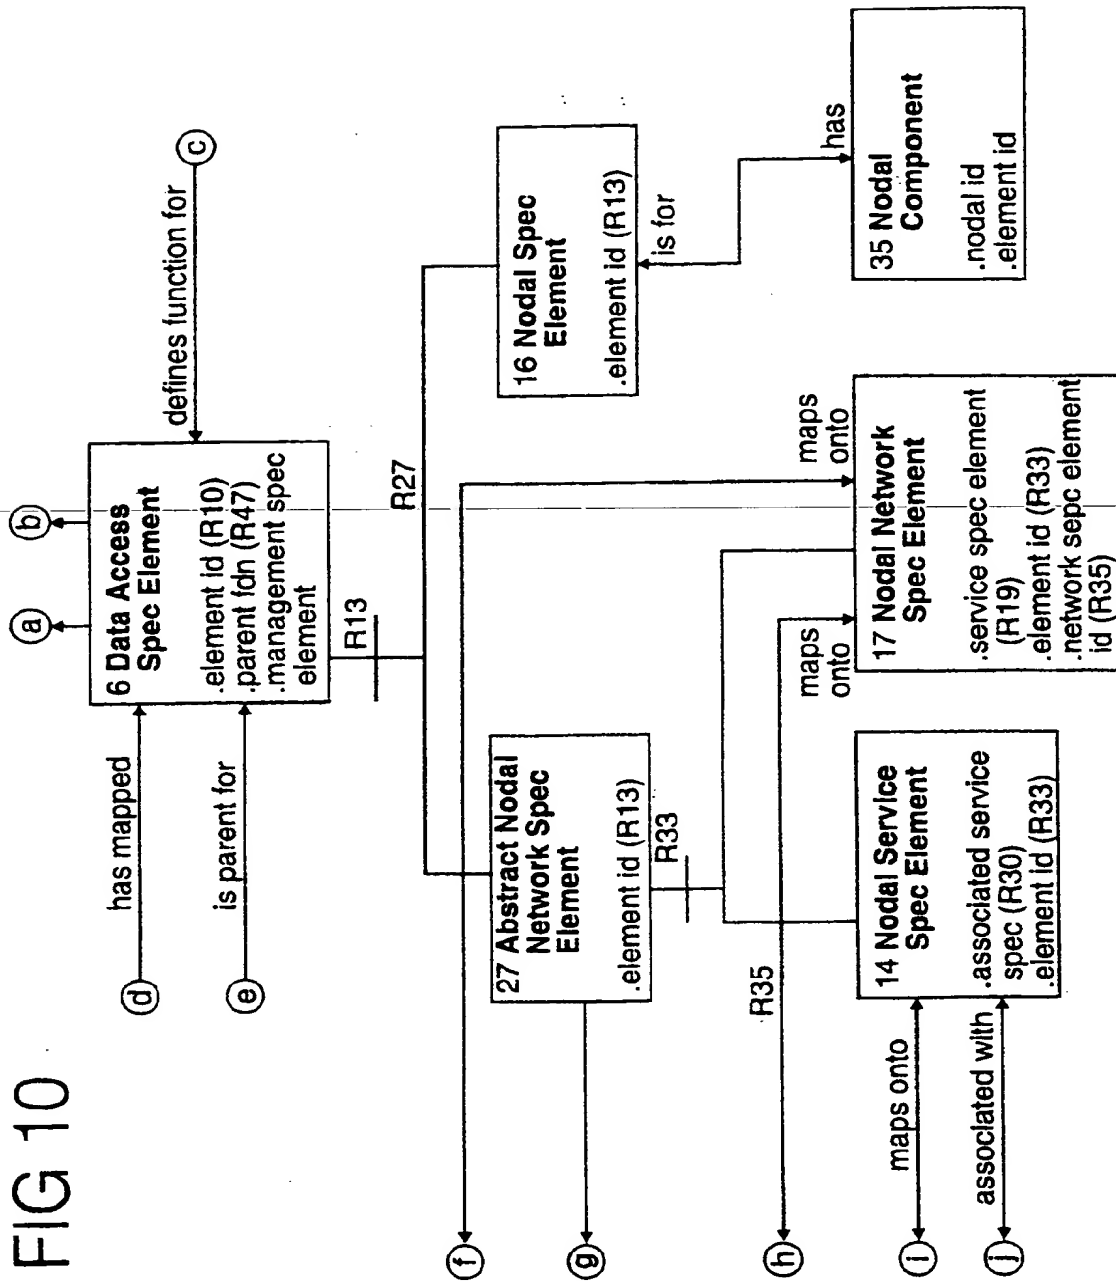 FIG 10
a
b
c
defines function for
d
has mapped
e
is parent for
6 Data Access
Spec Element
.element id (R10)
.parent fdn (R47)
.management spec
element
R13
R27
27 Abstract Nodal
Network Spec
Element
.element id (R13)
R33
16 Nodal Spec
Element
.element id (R13)
is for
has
35 Nodal
Component
.nodal id
.element id
f
maps
onto
g
h
R35
maps
onto
17 Nodal Network
Spec Element
.service spec element
(R19)
.element id (R33)
.network sepc element
id (R35)
14 Nodal Service
Spec Element
.associated service
spec (R30)
.element id (R33)
i
maps onto
j
associated with